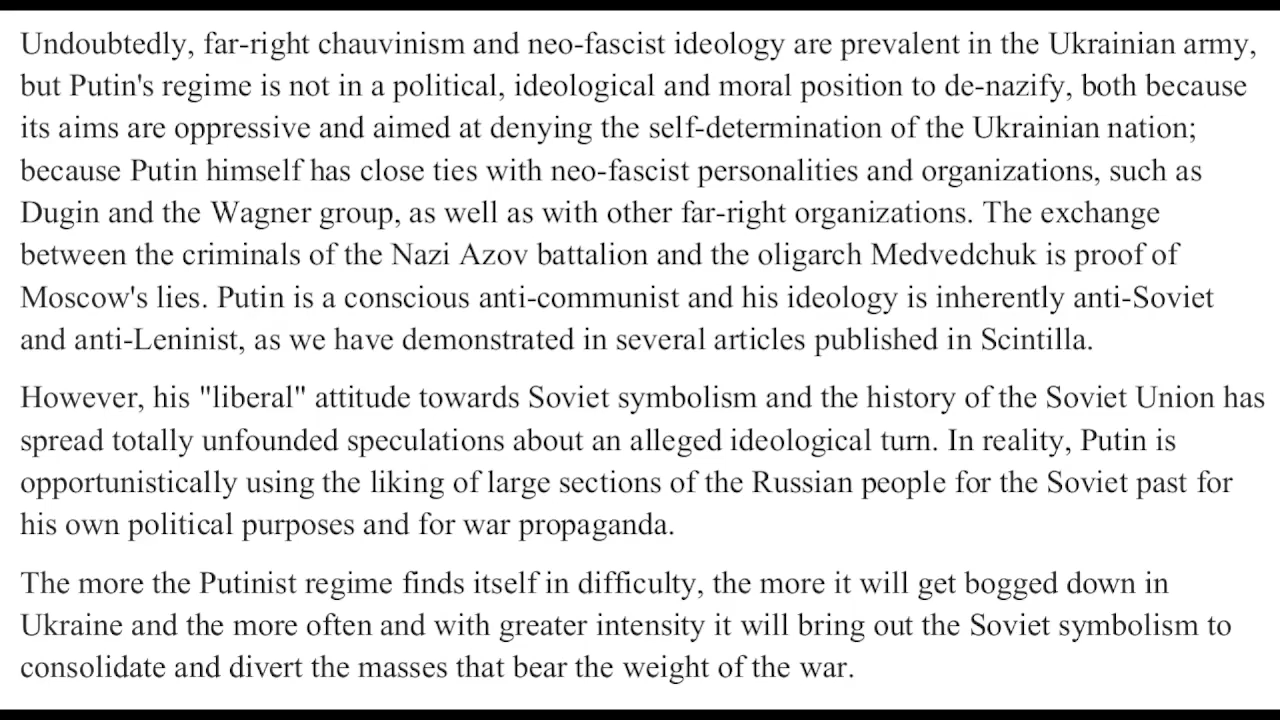 Undoubtedly, far-right chauvinism and neo-fascist ideology are prevalent in the Ukrainian army,
but Putin's regime is not in a political, ideological and moral position to de-nazify, both because
its aims are oppressive and aimed at denying the self-determination of the Ukrainian nation;
because Putin himself has close ties with neo-fascist personalities and organizations, such as
Dugin and the Wagner group, as well as with other far-right organizations. The exchange
between the criminals of the Nazi Azov battalion and the oligarch Medvedchuk is proof of
Moscow's lies. Putin is a conscious anti-communist and his ideology is inherently anti-Soviet
and anti-Leninist, as we have demonstrated in several articles published in Scintilla.
However, his "liberal" attitude towards Soviet symbolism and the history of the Soviet Union has
spread totally unfounded speculations about an alleged ideological turn. In reality, Putin is
opportunistically using the liking of large sections of the Russian people for the Soviet past for
his own political purposes and for war propaganda.
The more the Putinist regime finds itself in difficulty, the more it will get bogged down in
Ukraine and the more often and with greater intensity it will bring out the Soviet symbolism to
consolidate and divert the masses that bear the weight of the war.